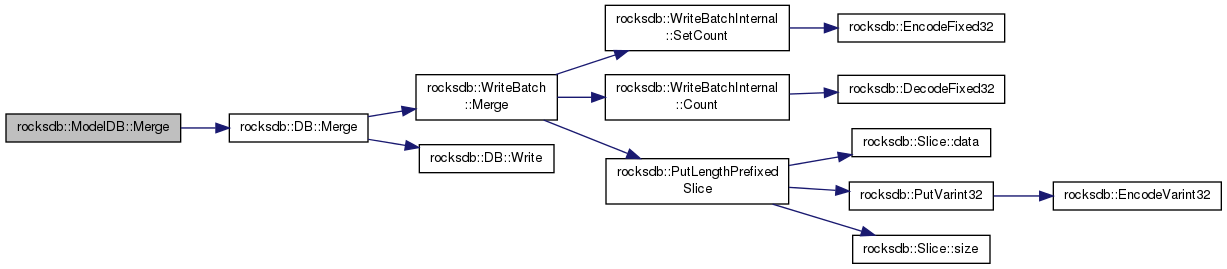 rocksdb::ModelDB::Merge
rocksdb::DB::Merge
rocksdb::WriteBatch
::Merge
rocksdb::DB::Write
rocksdb::WriteBatchInternal
::SetCount
rocksdb::WriteBatchInternal
::Count
rocksdb::PutLengthPrefixed
Slice
rocksdb::EncodeFixed32
rocksdb::DecodeFixed32
rocksdb::Slice::data
rocksdb::PutVarint32
rocksdb::Slice::size
rocksdb::EncodeVarint32